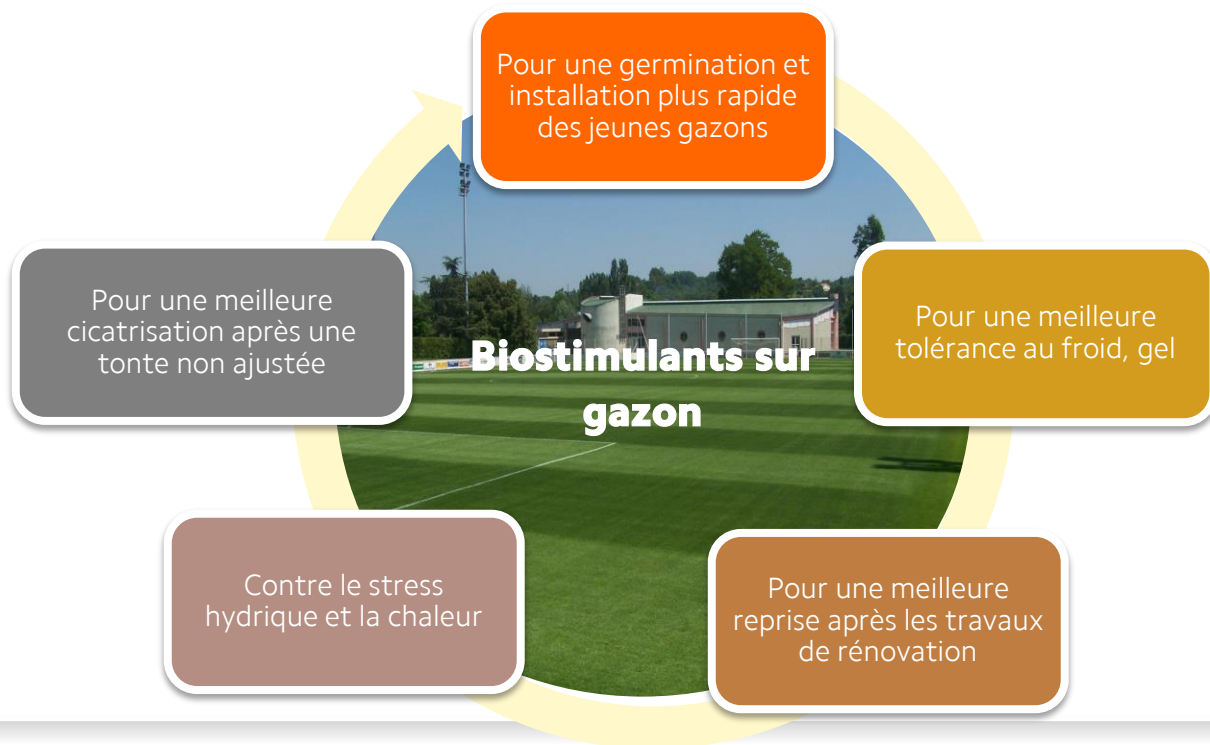 Pour une germination et
installation plus rapide
des jeunes gazons
Pour une meilleure
tolérance au froid, gel
Pour une meilleure
reprise après les travaux
de rénovation
Contre le stress
hydrique et la chaleur
Pour une meilleure
cicatrisation après une
tonte non ajustée
Biostimulants sur
gazon